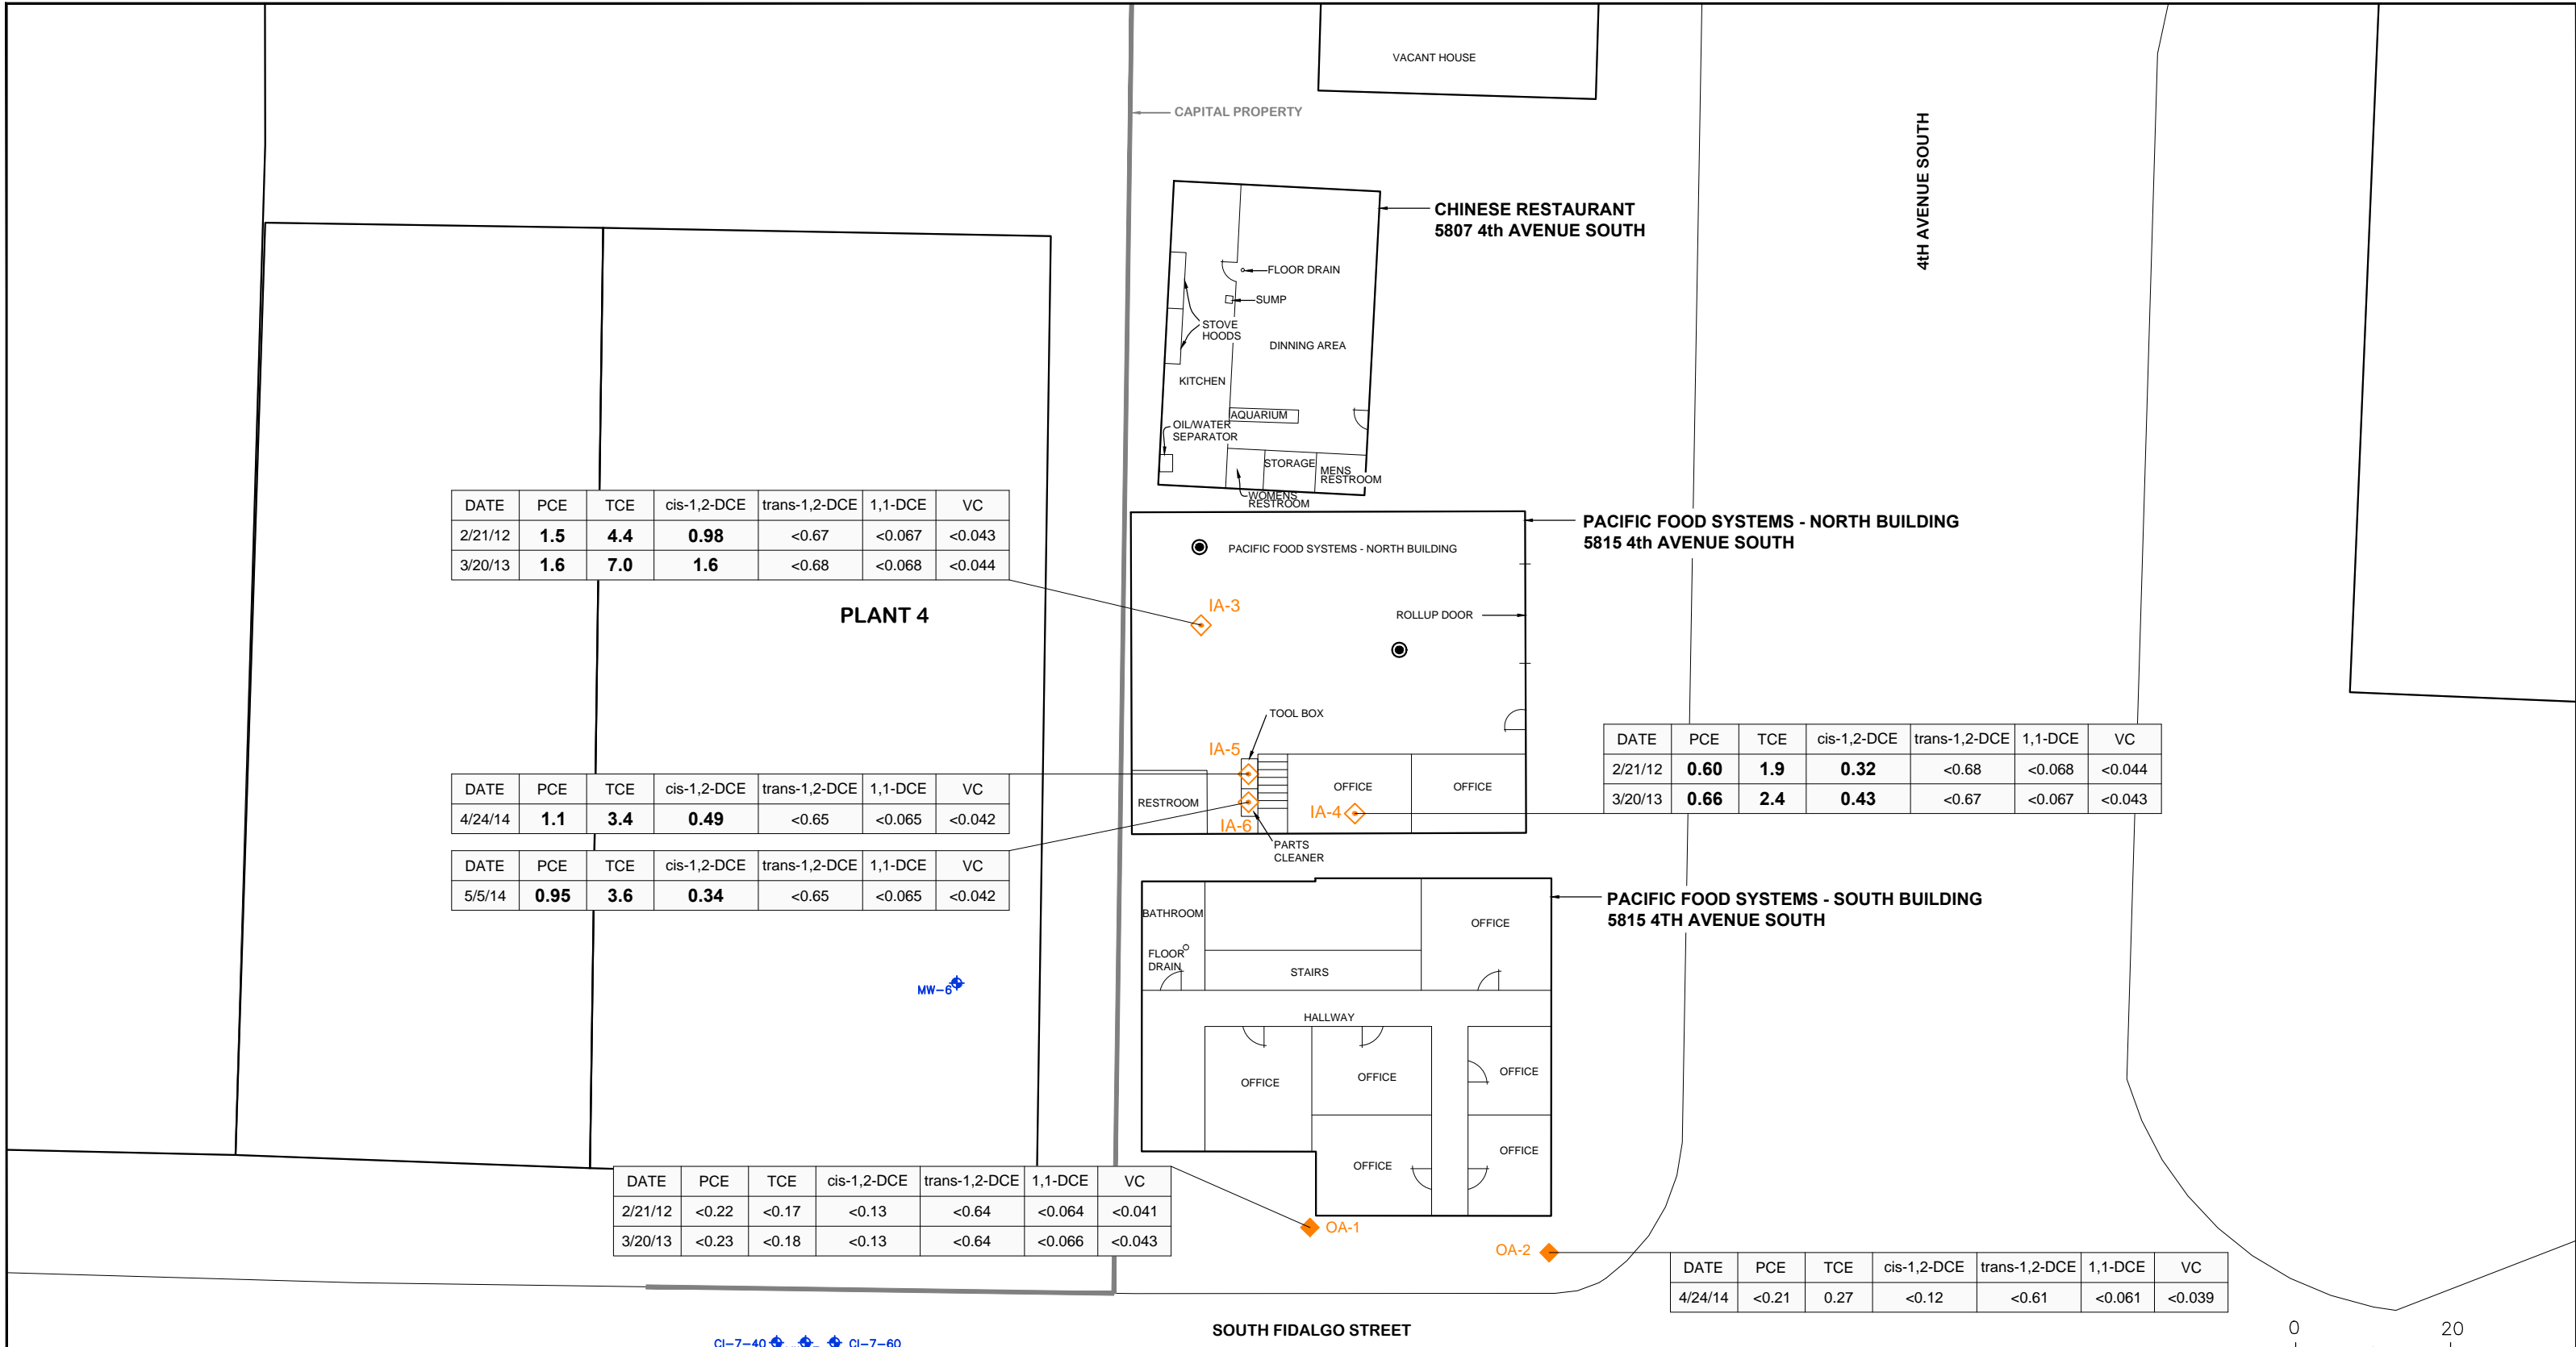 VACANT HOUSE
CAPITAL PROPERTY
4tH AVENUE SOUTH
CHINESE RESTAURANT
5807 4th AVENUE SOUTH
FLOOR DRAIN
SUMP
STOVE
HOODS
DINNING AREA
KITCHEN
AQUARIUM
OIL/WATER
SEPARATOR
STORAGE
MENS
RESTROOM
WOMENS
RESTROOM
DATE PCE TCE cis-1,2-DCE trans-1,2-DCE 1,1-DCE VC
2/21/12 1.5 4.4 0.98 <0.67 <0.067 <0.043
3/20/13 1.6 7.0 1.6 <0.68 <0.068 <0.044
PACIFIC FOOD SYSTEMS - NORTH BUILDING
5815 4th AVENUE SOUTH
PACIFIC FOOD SYSTEMS - NORTH BUILDING
IA-3
PLANT 4
ROLLUP DOOR
TOOL BOX
IA-5
DATE PCE TCE cis-1,2-DCE trans-1,2-DCE 1,1-DCE VC
2/21/12 0.60 1.9 0.32 <0.68 <0.068 <0.044
3/20/13 0.66 2.4 0.43 <0.67 <0.067 <0.043
DATE PCE TCE cis-1,2-DCE trans-1,2-DCE 1,1-DCE VC
4/24/14 1.1 3.4 0.49 <0.65 <0.065 <0.042
RESTROOM
OFFICE
OFFICE
IA-4
IA-6
PARTS
CLEANER
DATE PCE TCE cis-1,2-DCE trans-1,2-DCE 1,1-DCE VC
5/5/14 0.95 3.6 0.34 <0.65 <0.065 <0.042
PACIFIC FOOD SYSTEMS - SOUTH BUILDING
5815 4TH AVENUE SOUTH
BATHROOM
OFFICE
FLOOR
DRAIN
STAIRS
MW-6
HALLWAY
OFFICE
OFFICE
OFFICE
OFFICE
OFFICE
DATE PCE TCE cis-1,2-DCE trans-1,2-DCE 1,1-DCE VC
2/21/12 <0.22 <0.17 <0.13 <0.64 <0.064 <0.041
3/20/13 <0.23 <0.18 <0.13 <0.64 <0.066 <0.043
OA-1
OA-2
DATE PCE TCE cis-1,2-DCE trans-1,2-DCE 1,1-DCE VC
4/24/14 <0.21 0.27 <0.12 <0.61 <0.061 <0.039
SOUTH FIDALGO STREET
0 20
CI-7-40
CI-7-60